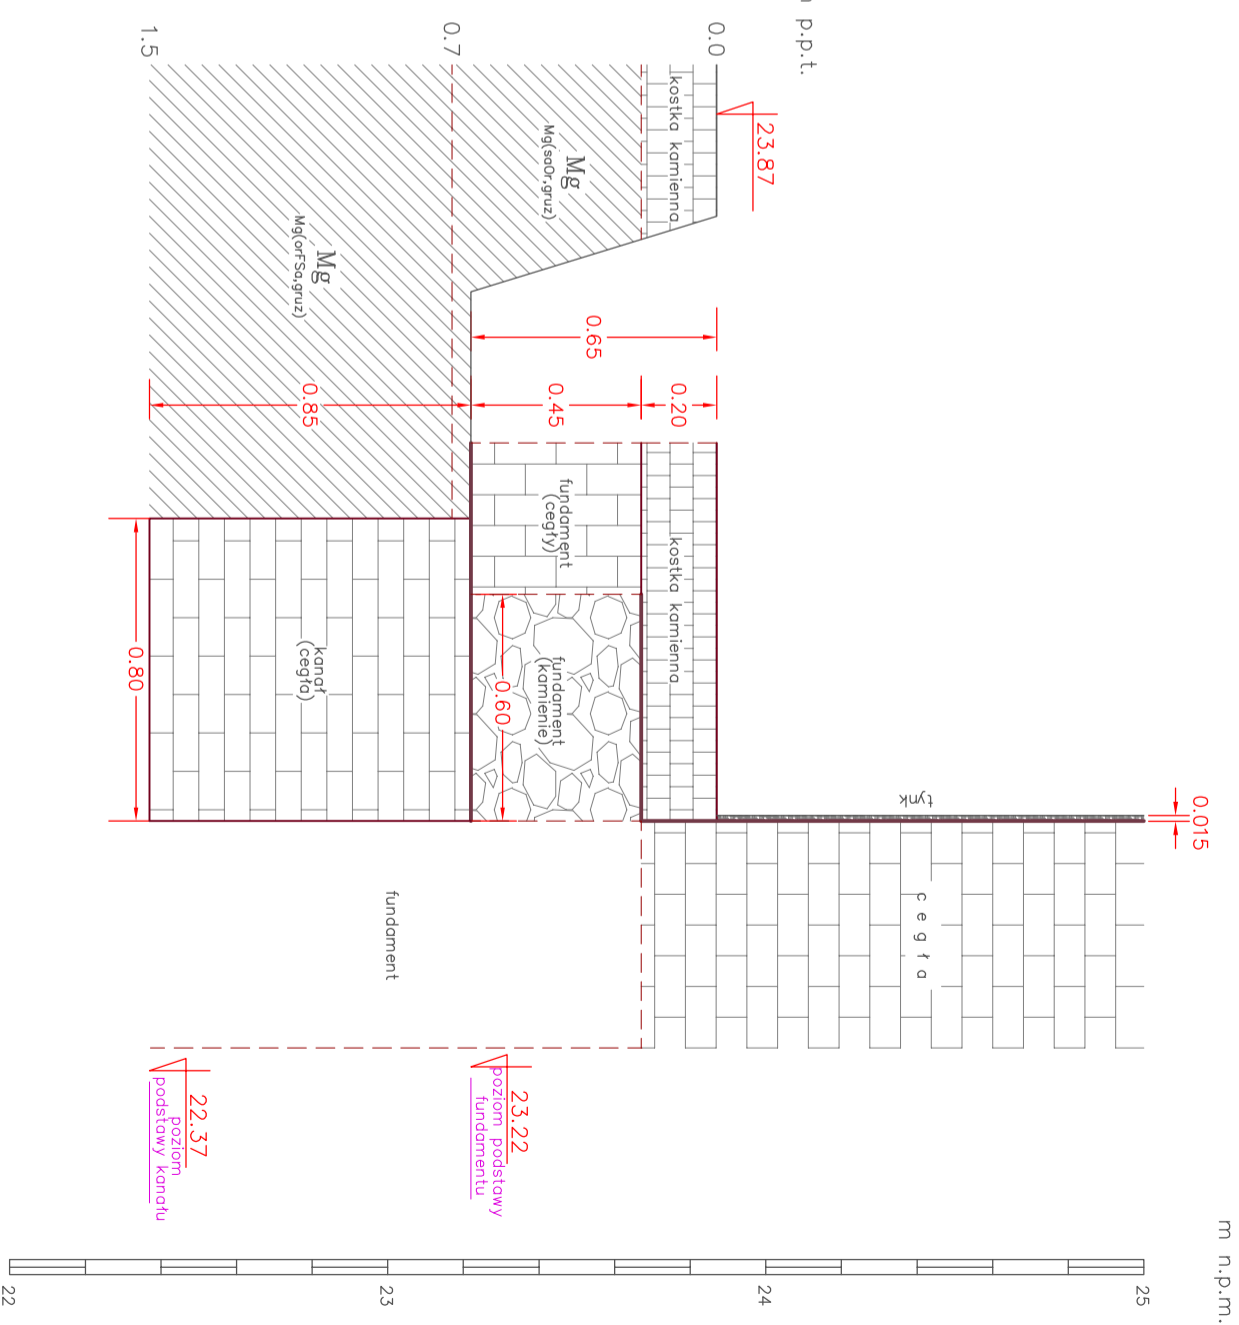 m n.p.m.
25
24
23
22
0.015
tynk
c e g ł a
p.p.t.
0.0
0.7
1.5
23.87
kostka kamienna
Mg
Mg(saOr,gruz)
Mg
Mg(orFSa,gruz)
0.65
0.20
0.45
0.85
kostka kamienna
fundament
(cegły)
fundament
(kamienie)
0.60
kanał
(cegła)
0.80
fundament
23.22
poziom podstawy
fundamentu
22.37
poziom
podstawy kanału